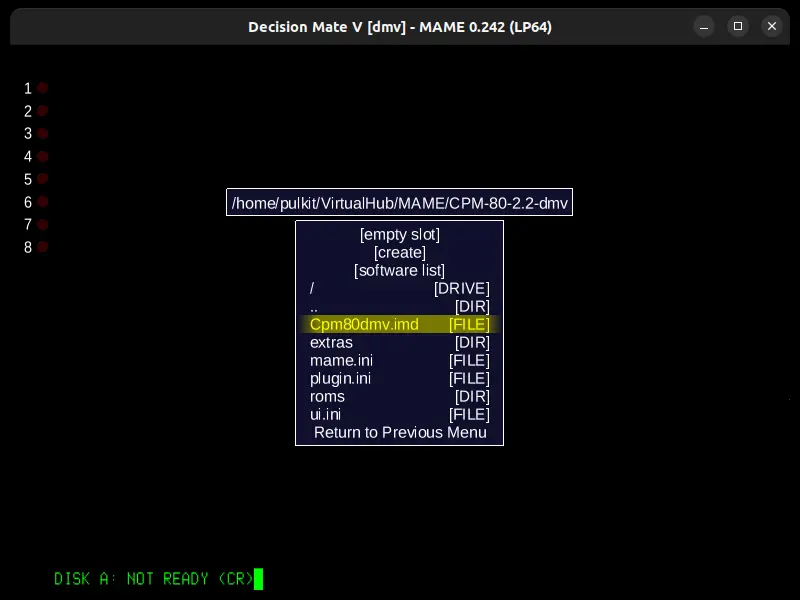 Decision Mate V [dmv] - MAME 0.242 (LP64)
1
2
3
4
5
6
7
8
/home/pulkit/VirtualHub/MAME/CPM-80-2.2-dmv
[empty slot]
[create]
[software list]
/ [DRIVE]
.. [DIR]
Cpm80dmv.imd [FILE]
extras [DIR]
mame.ini [FILE]
plugin.ini [FILE]
roms [DIR]
ui.ini [FILE]
Return to Previous Menu
DISK A: NOT READY (CR)